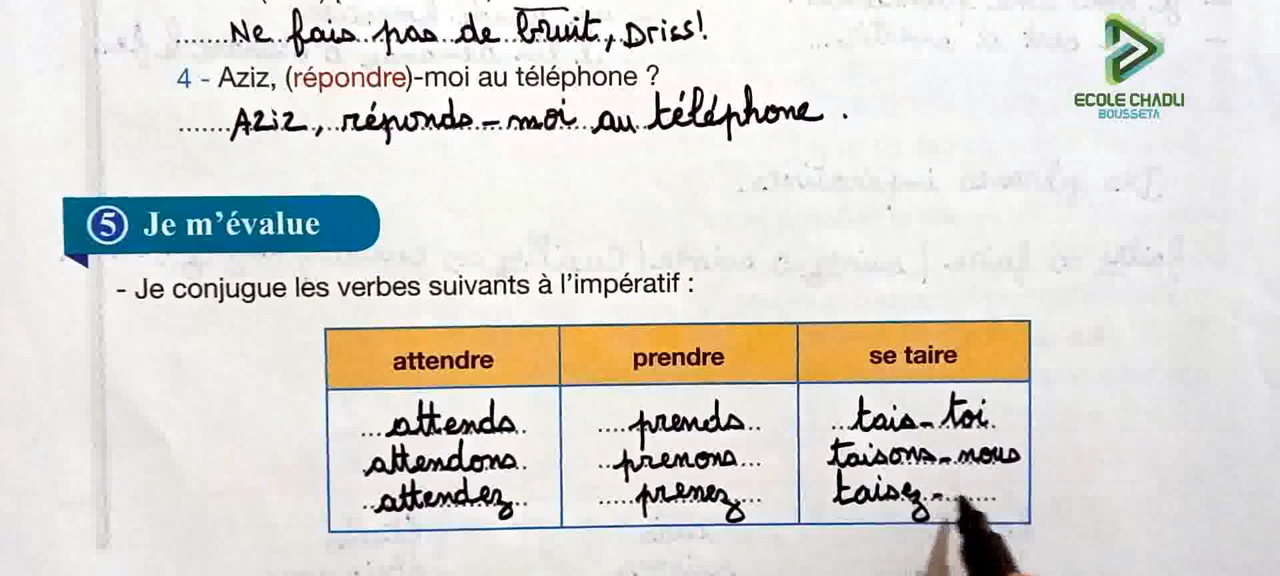 .......Ne fais pas de bruit, Driss!
4 - Aziz, (répondre)-moi au téléphone ?
.......Aziz, réponds-moi au téléphone.
ECOLE CHADLI
BOUSSETA
5 Je m'évalue
- Je conjugue les verbes suivants à l'impératif :
attendre prendre se taire
...attends.. ....prends... ...tais-toi.
attendons.. ..prenons... taisons-nous
..attendez.. .....prenez... taisez-......